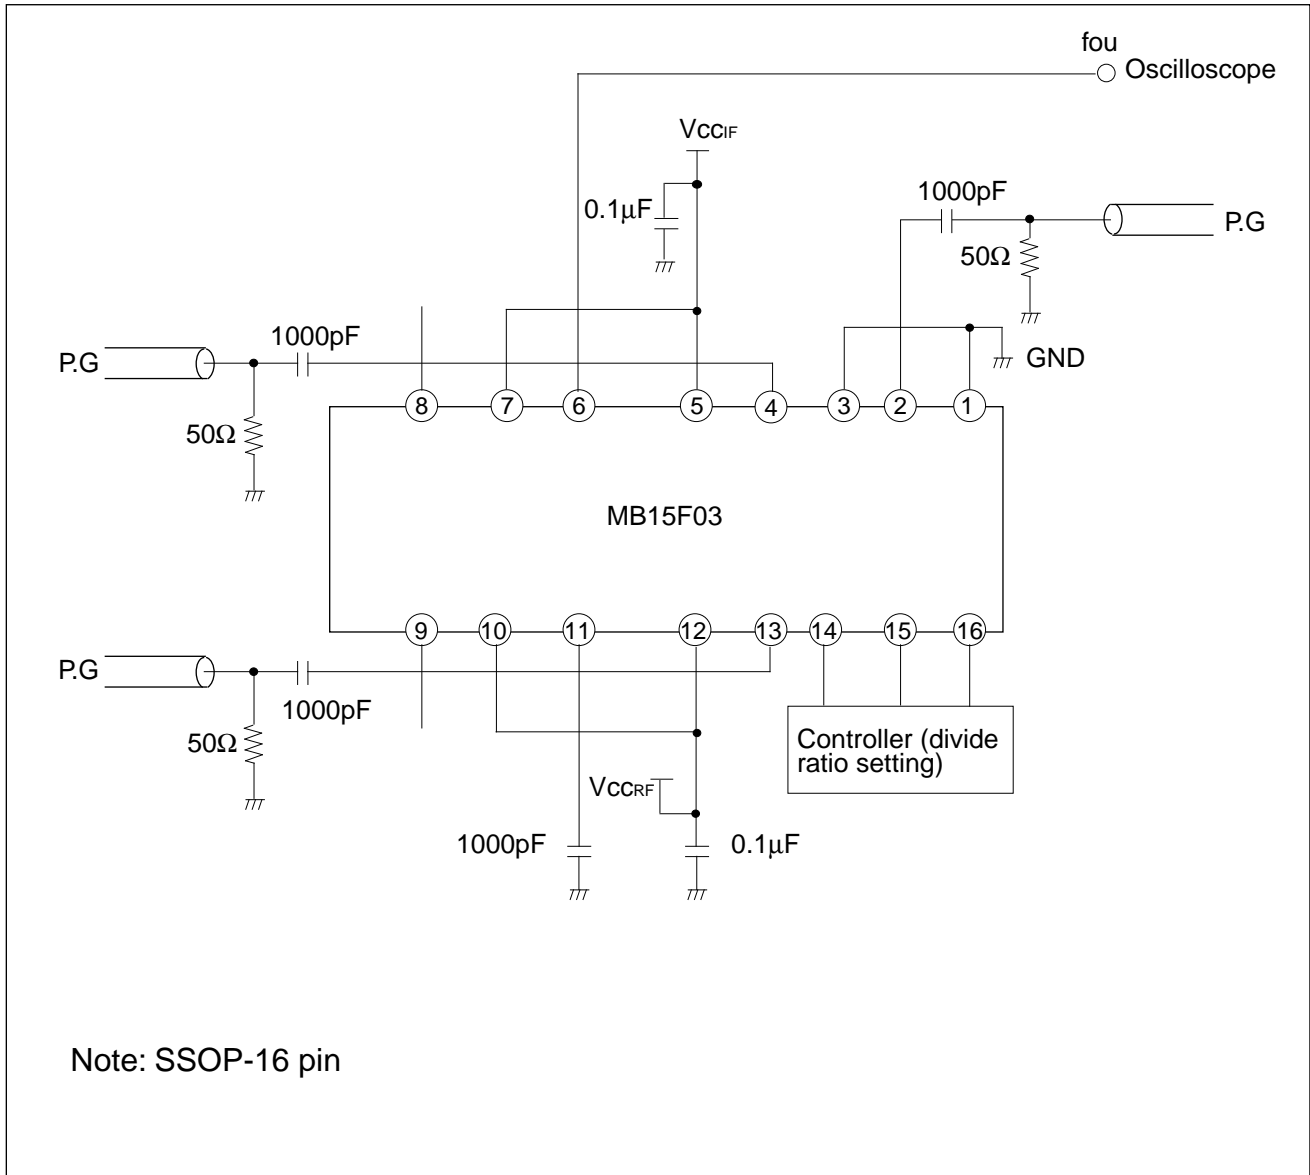 fou
Oscilloscope
VccIF
0.1µF
1000pF
P.G
50Ω
GND
1000pF
P.G
50Ω
8 7 6 5 4 3 2 1
MB15F03
9 10 11 12 13 14 15 16
P.G
1000pF
50Ω
Controller (divide
ratio setting)
VccRF
1000pF
0.1µF
Note: SSOP-16 pin